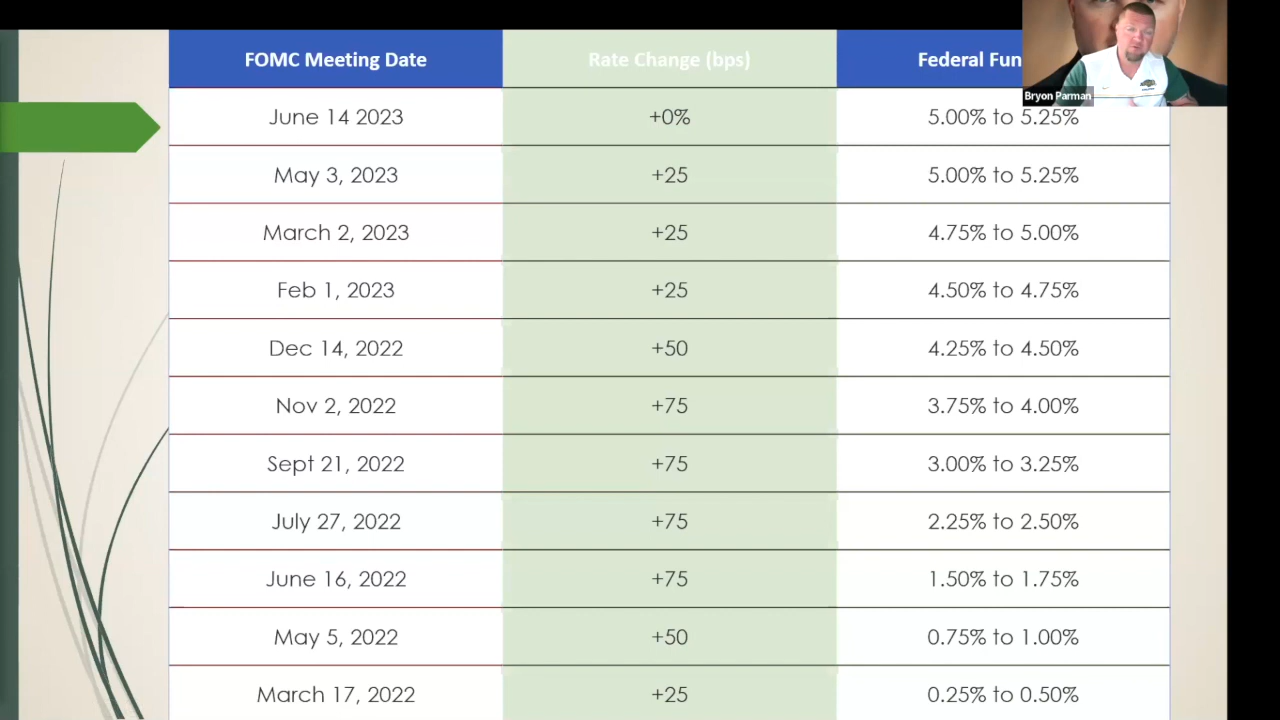 FOMC Meeting Date Rate Change (bps) Federal Fun
Bryon Parman
June 14 2023 +0% 5.00% to 5.25%
May 3, 2023 +25 5.00% to 5.25%
March 2, 2023 +25 4.75% to 5.00%
Feb 1, 2023 +25 4.50% to 4.75%
Dec 14, 2022 +50 4.25% to 4.50%
Nov 2, 2022 +75 3.75% to 4.00%
Sept 21, 2022 +75 3.00% to 3.25%
July 27, 2022 +75 2.25% to 2.50%
June 16, 2022 +75 1.50% to 1.75%
May 5, 2022 +50 0.75% to 1.00%
March 17, 2022 +25 0.25% to 0.50%